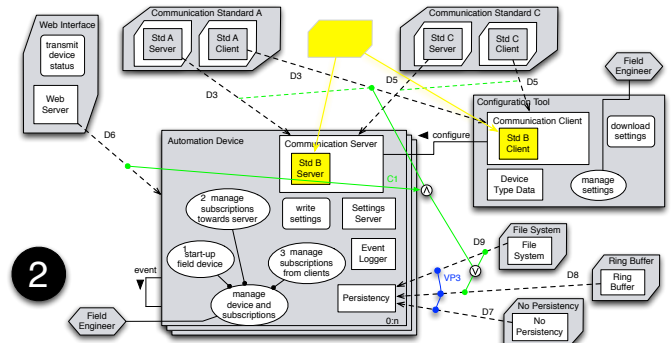 Web Interface
transmit
device
status
Web
Server
Communication Standard A
Std A
Server
Std A
Client
Communication Standard C
Std C
Server
Std C
Client
Field
Engineer
D3
D3
D5
D5
D6
Configuration Tool
Communication Client
Std B
Client
download
settings
Device
Type Data
manage
settings
configure
Automation Device
Communication Server
Std B
Server
C1
V
V
2 manage
subscriptions
towards server
write
settings
Settings
Server
1
start-up
field device
3 manage
subscriptions
from clients
Event
Logger
manage
device and
subscriptions
Persistency
0:n
event
Field
Engineer
2
VP3
D9
D8
D7
File System
File
System
Ring Buffer
Ring
Buffer
No Persistency
No
Persistency